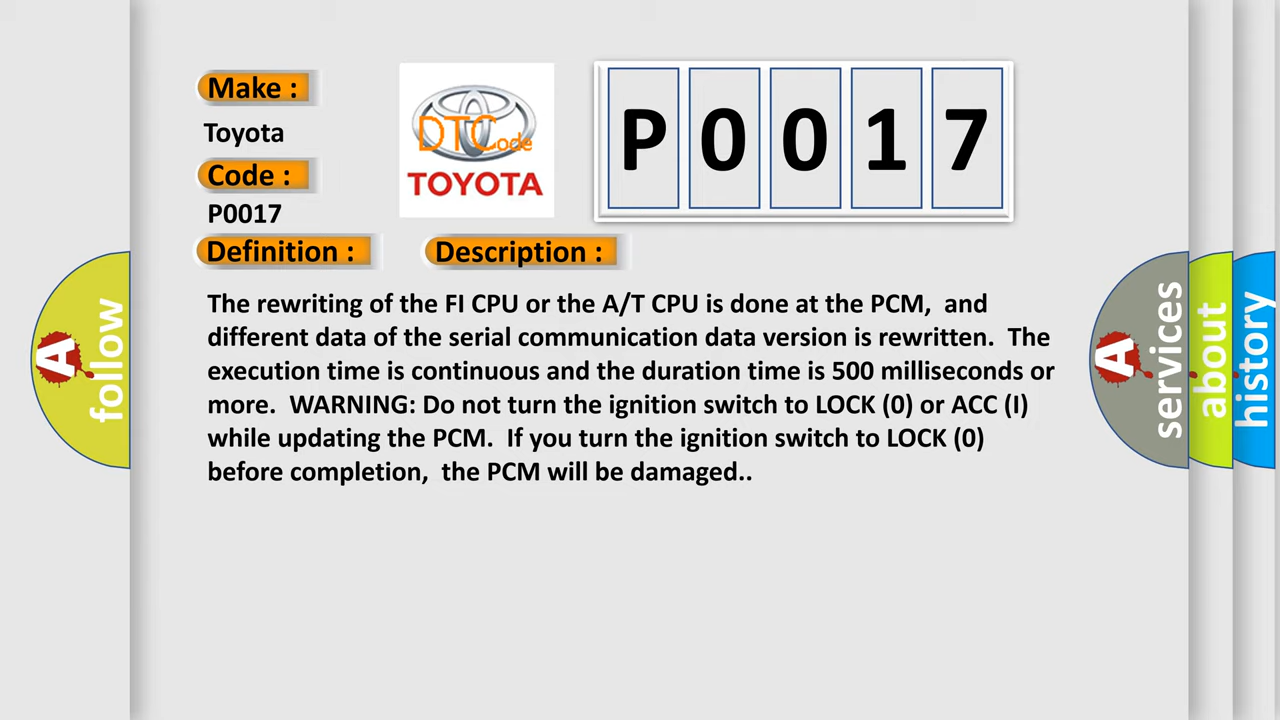 Make :
Toyota
Code :
P0017
Definition :
Description :
DTCode
TOYOTA
P0017
The rewriting of the FI CPU or the A/T CPU is done at the PCM, and
different data of the serial communication data version is rewritten The
execution time is continuous and the duration time is 500 milliseconds or
more WARNING: Do not turn the ignition switch to LOCK (0) or ACC (I)
while updating the PCM If you turn the ignition switch to LOCK (0)
before completion, the PCM will be damaged..
A
follow
A
services
about
history